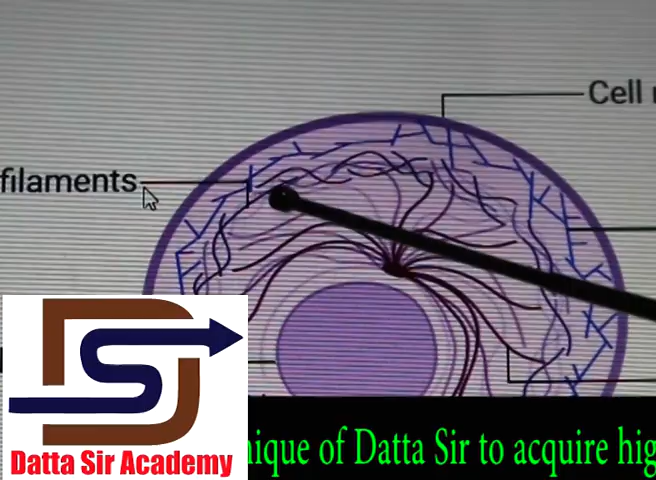 Cell
filaments
Datta Sir Academy
nique of Datta Sir to acquire hig